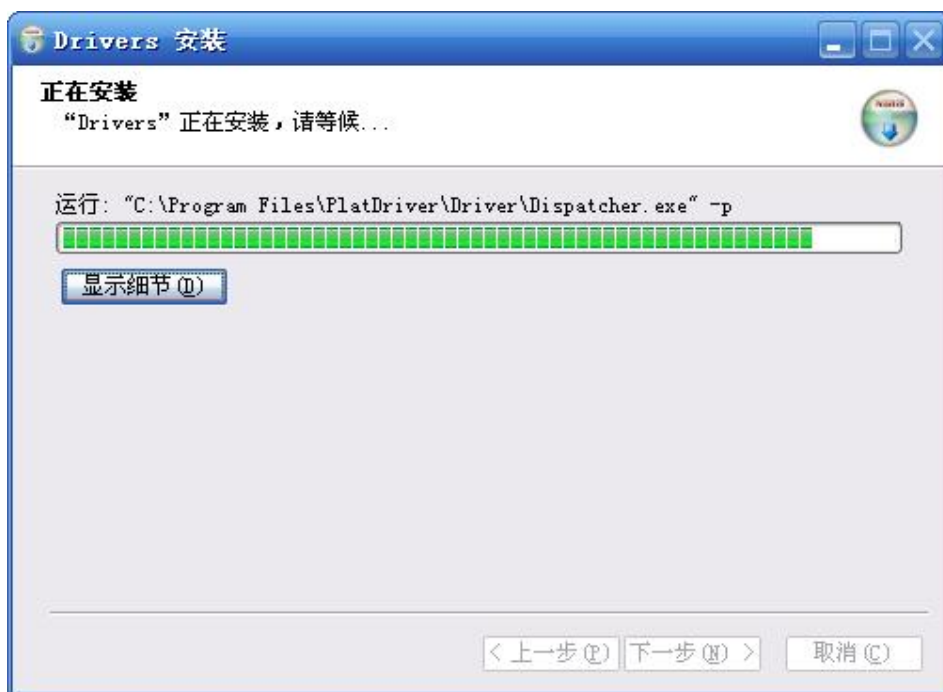 Drivers 安装
正在安装
“Drivers”正在安装，请等候...
运行: "C:\Program Files\PlatDriver\Driver\Dispatcher.exe" -p
显示细节(D)
< 上一步(P) 下一步(N) > 取消(C)